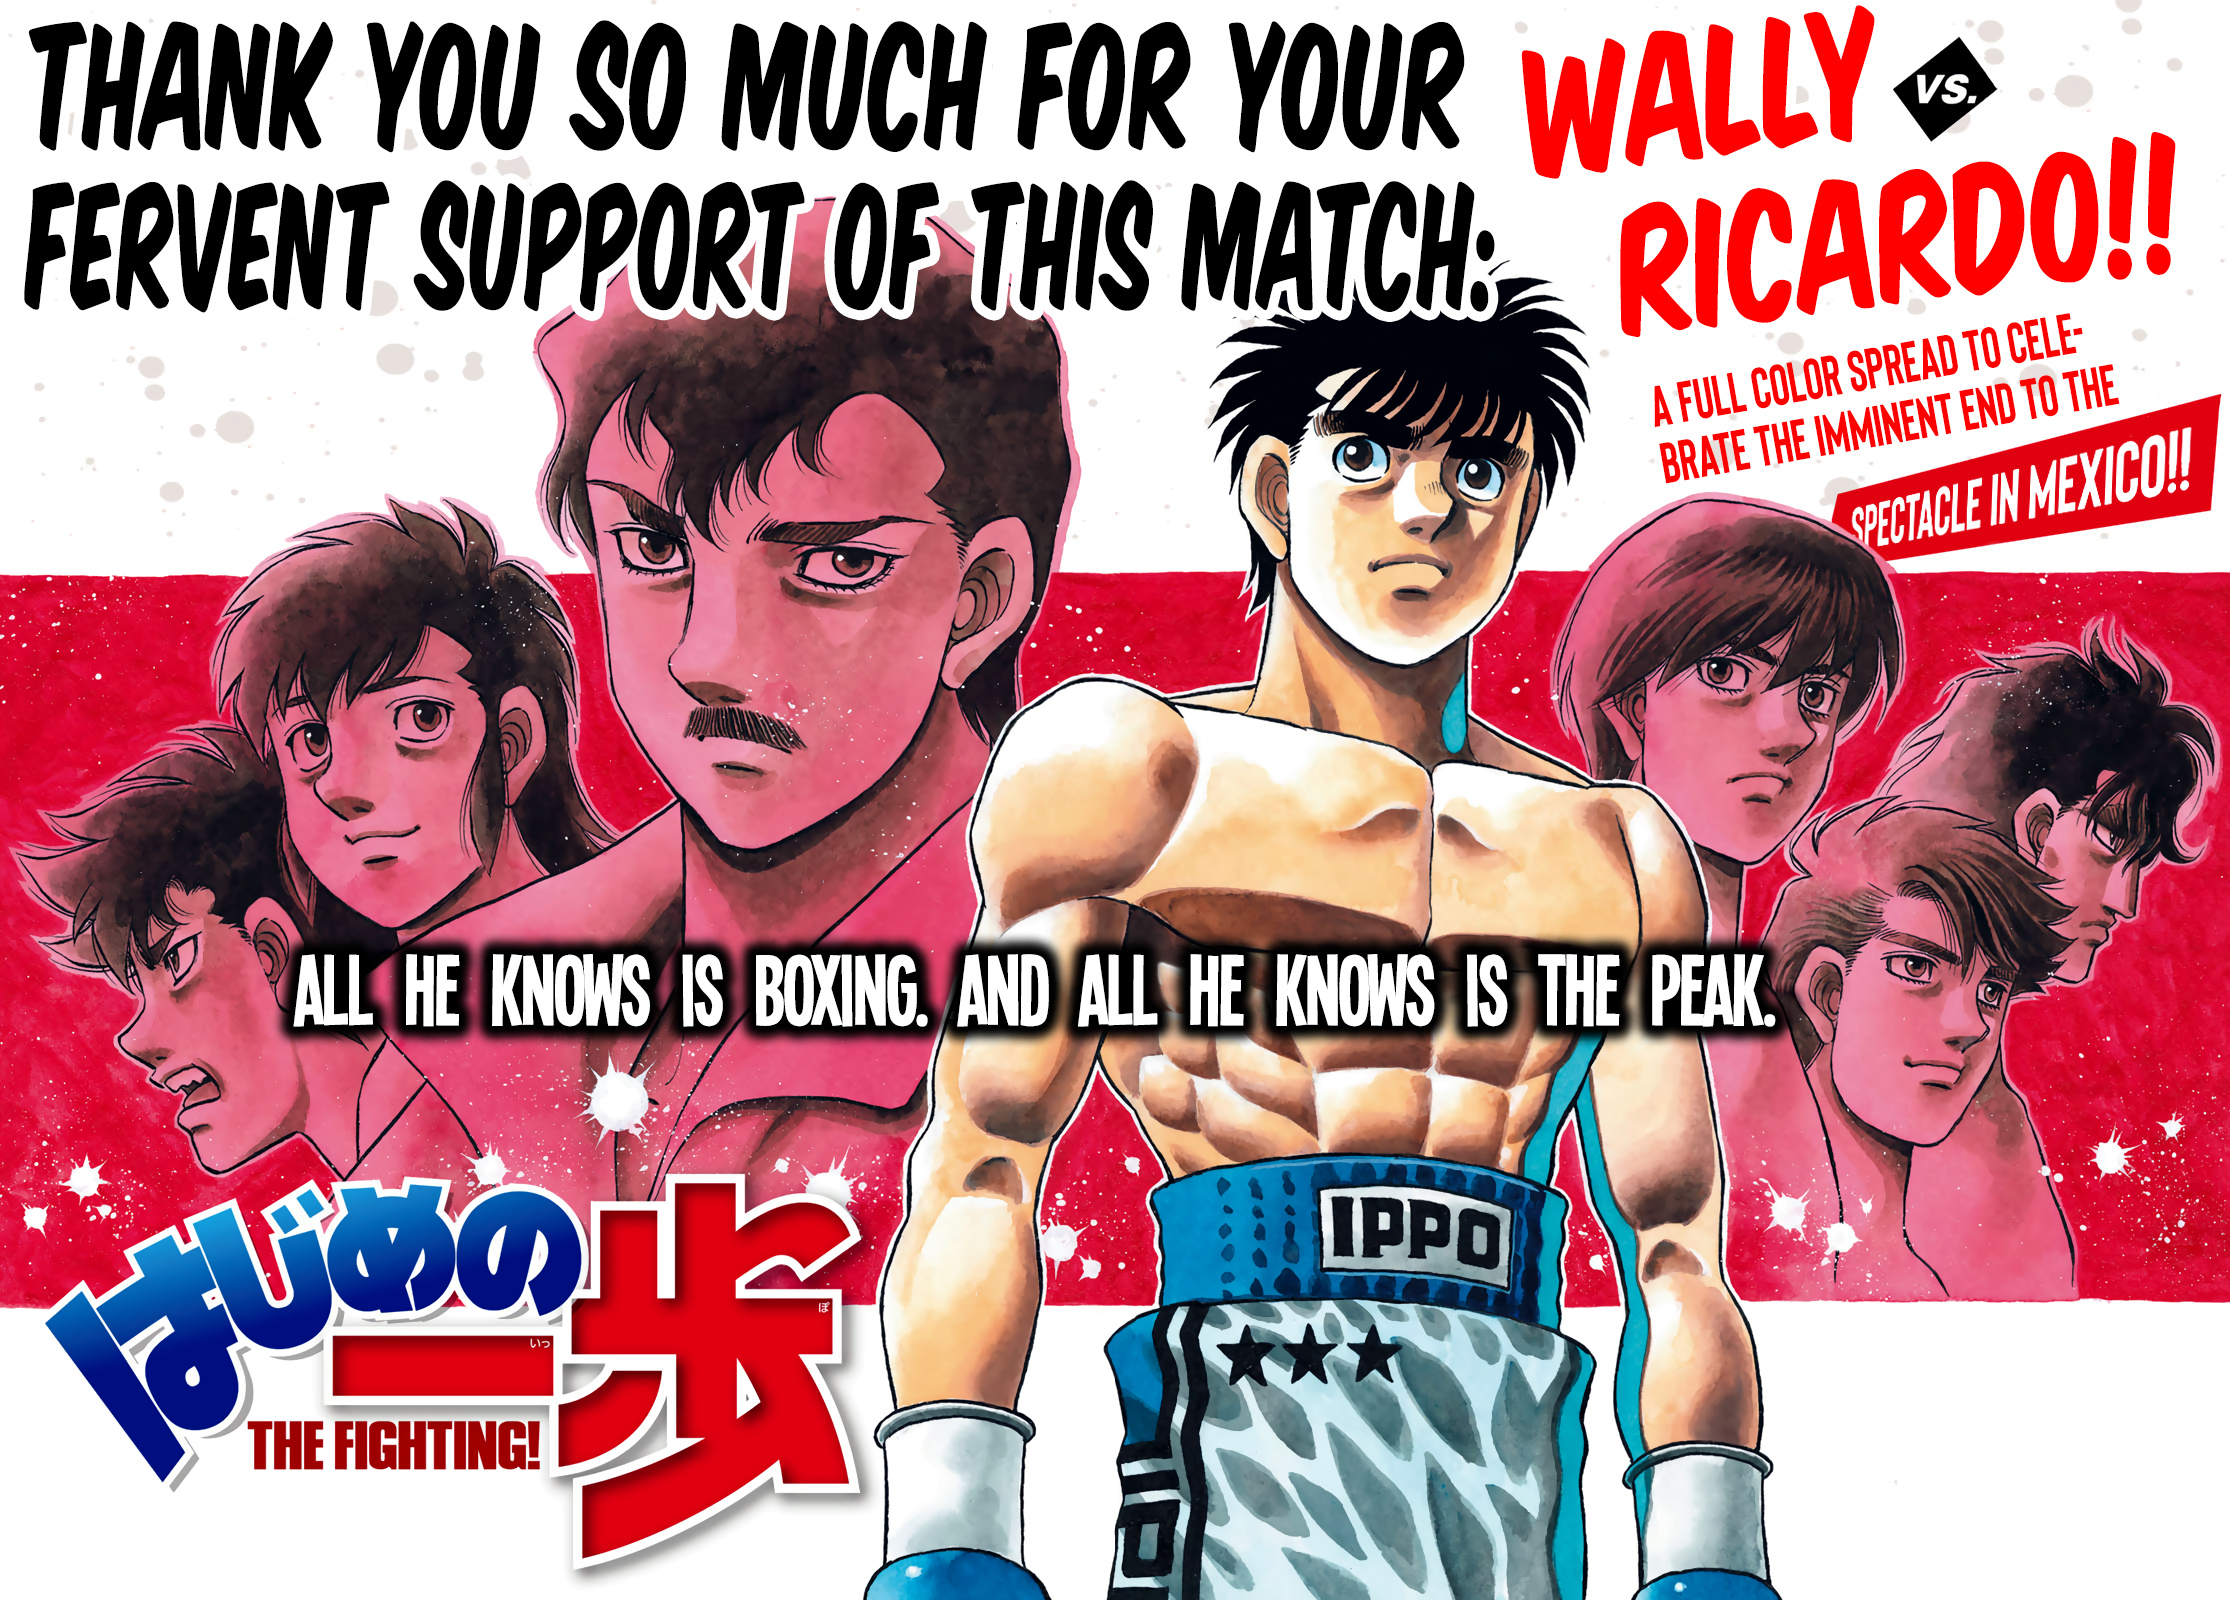 THANK YOU SO MUCH FOR YOUR
FERVENT SUPPORT OF THIS MATCH:
WALLY VS.
RICARDO!!
A FULL COLOR SPREAD TO CELE-
BRATE THE IMMINENT END TO THE
SPECTACLE IN MEXICO!!
ALL HE KNOWS IS BOXING. AND ALL HE KNOWS IS THE PEAK.
はじめの
一歩
いっ
ぽ
THE FIGHTING!
IPPO